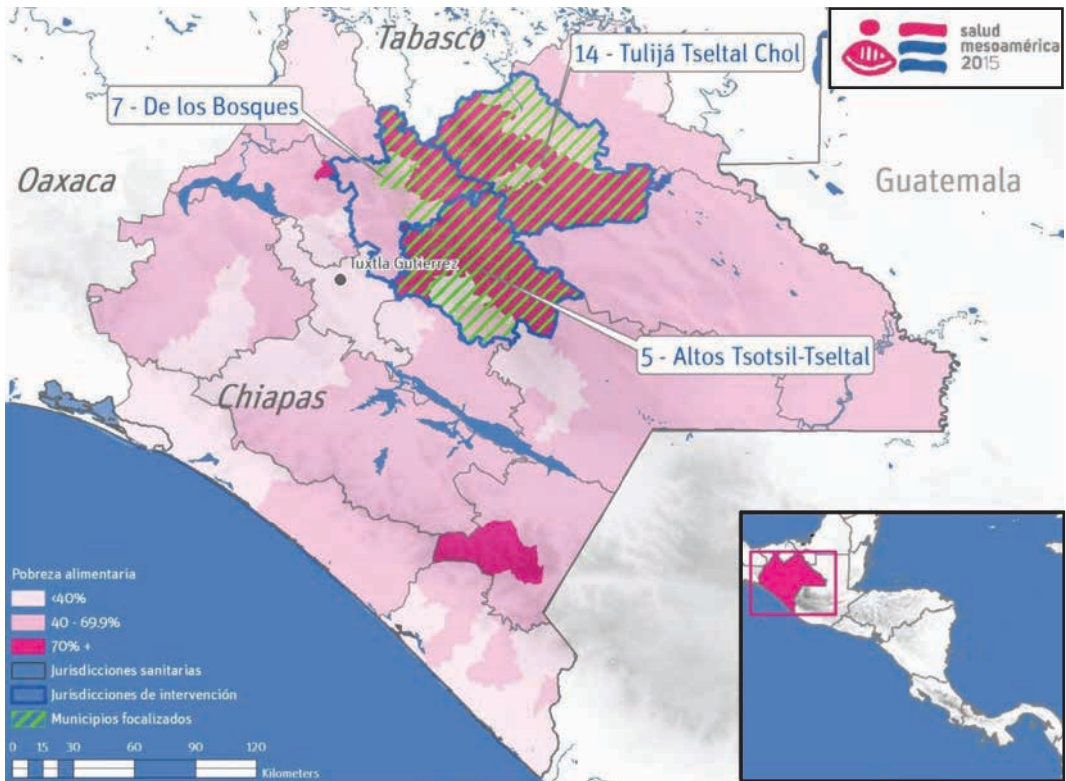 Tabasco
14 - Tulijá Tseltal Chol
salud
mesoamérica
2015
7 - De los Bosques
Oaxaca
Guatemala
Tuxtla Gutiérrez
5 - Altos Tsotsil-Tseltal
Chiapas
Pobreza alimentaria
<40%
40 - 69.9%
70% +
Jurisdicciones sanitarias
Jurisdicciones de intervención
Municipios focalizados
0 15 30 60 90 120
Kilometers